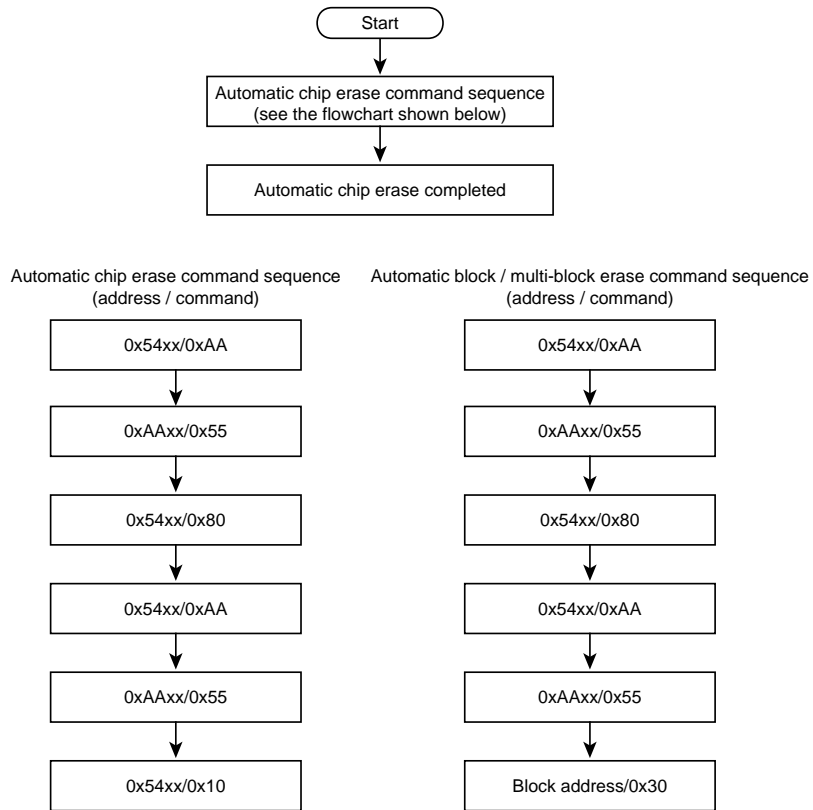 Start
Automatic chip erase command sequence
(see the flowchart shown below)
Automatic chip erase completed
Automatic chip erase command sequence
(address / command)
0x54xx/0xAA
0xAAxx/0x55
0x54xx/0x80
0x54xx/0xAA
0xAAxx/0x55
0x54xx/0x10
Automatic block / multi-block erase command sequence
(address / command)
0x54xx/0xAA
0xAAxx/0x55
0x54xx/0x80
0x54xx/0xAA
0xAAxx/0x55
Block address/0x30